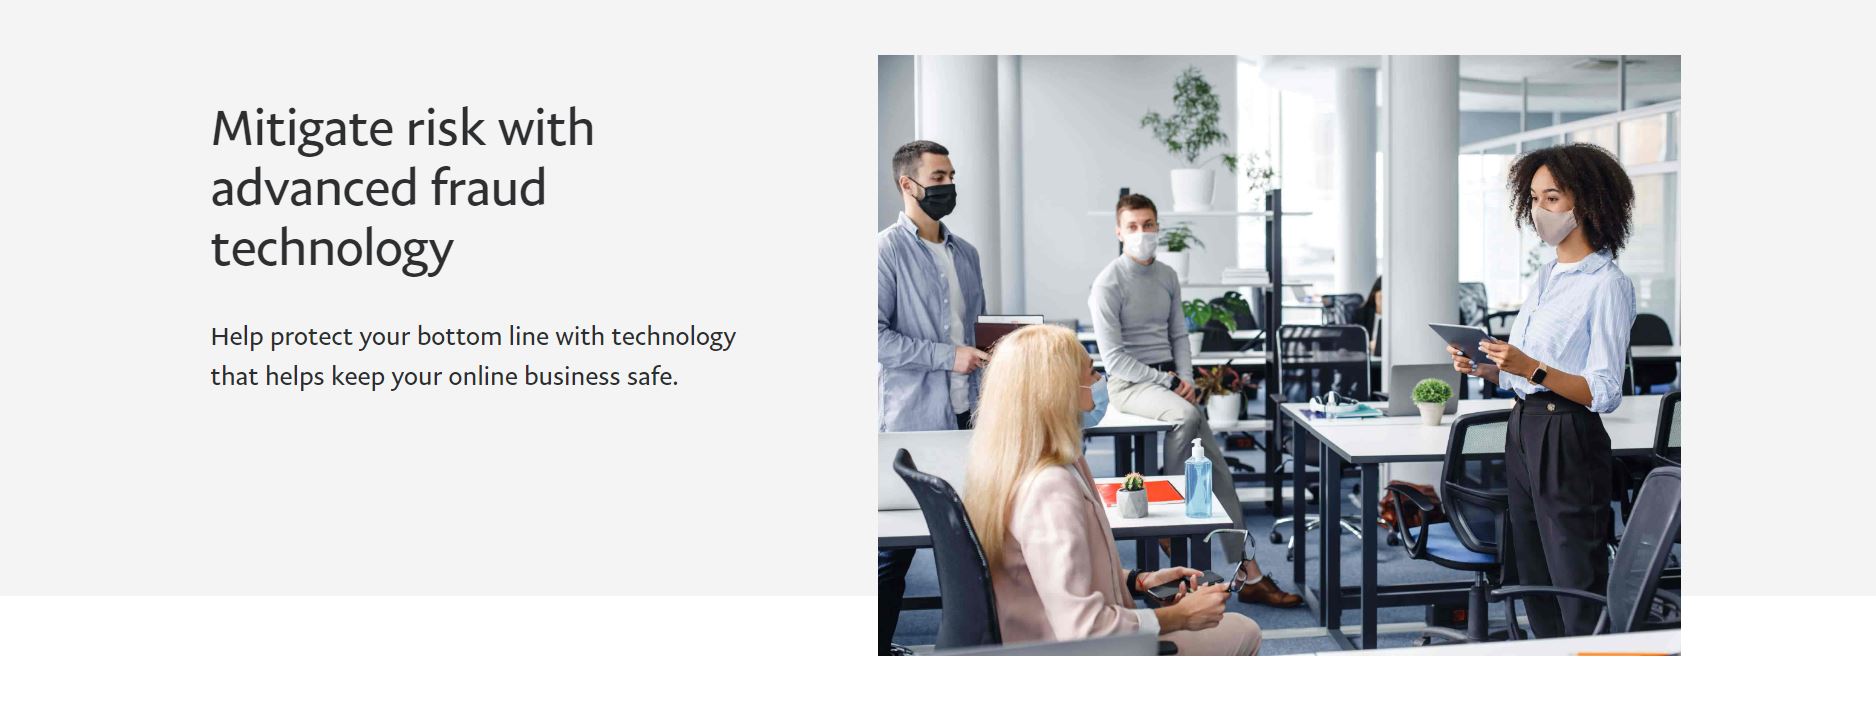 Mitigate risk with
advanced fraud
technology
Help protect your bottom line with technology
that helps keep your online business safe.